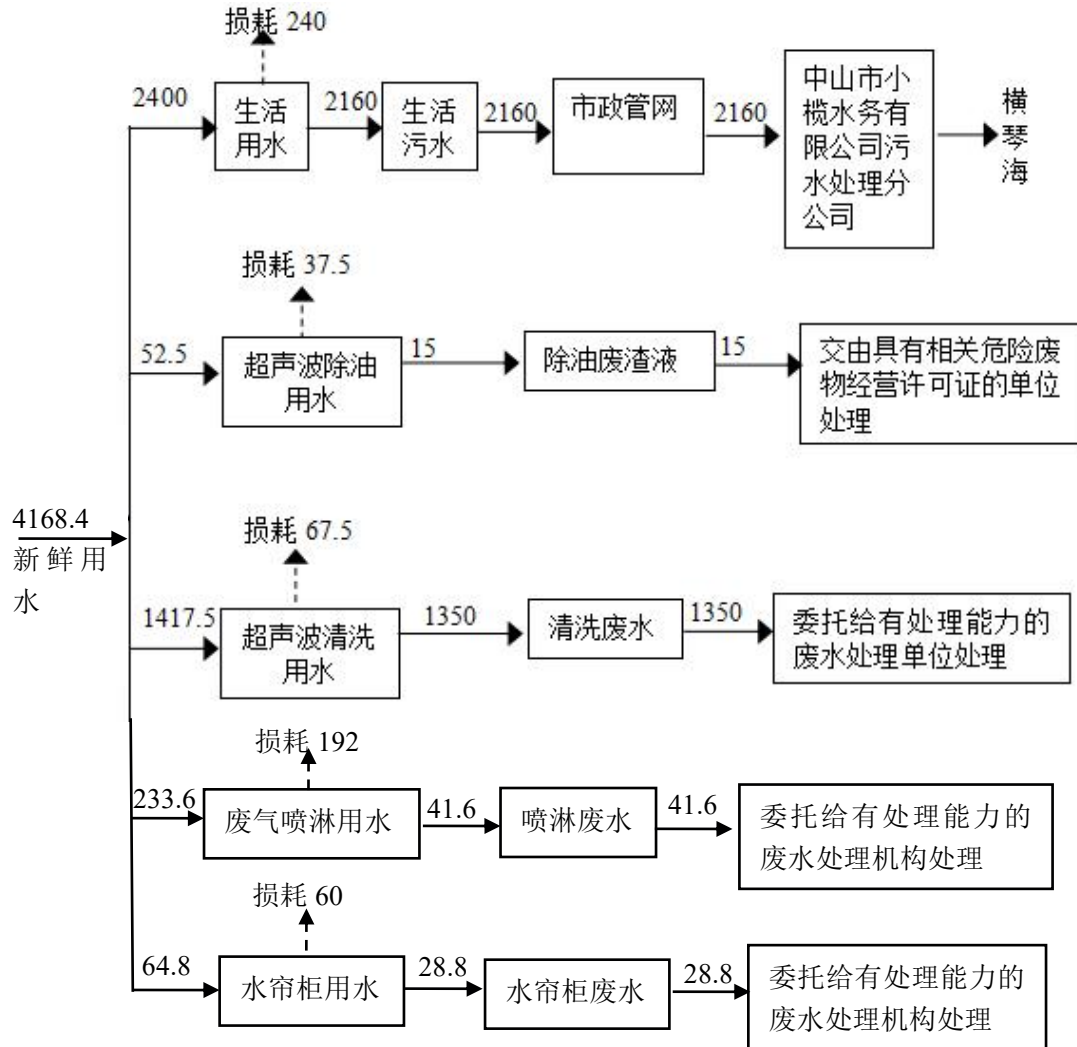 损耗 240
2400
生活
用水
2160
生活
污水
2160
市政管网
2160
中山市小
榄水务有
限公司污
水处理分
公司
横
琴
海
损耗 37.5
52.5
超声波除油
用水
15
除油废渣液
15
交由具有相关危险废
物经营许可证的单位
处理
4168.4
新鲜用
水
损耗 67.5
1417.5
超声波清洗
用水
1350
清洗废水
1350
委托给有处理能力的
废水处理单位处理
损耗 192
233.6
废气喷淋用水
41.6
喷淋废水
41.6
委托给有处理能力的
废水处理机构处理
损耗 60
64.8
水帘柜用水
28.8
水帘柜废水
28.8
委托给有处理能力的
废水处理机构处理